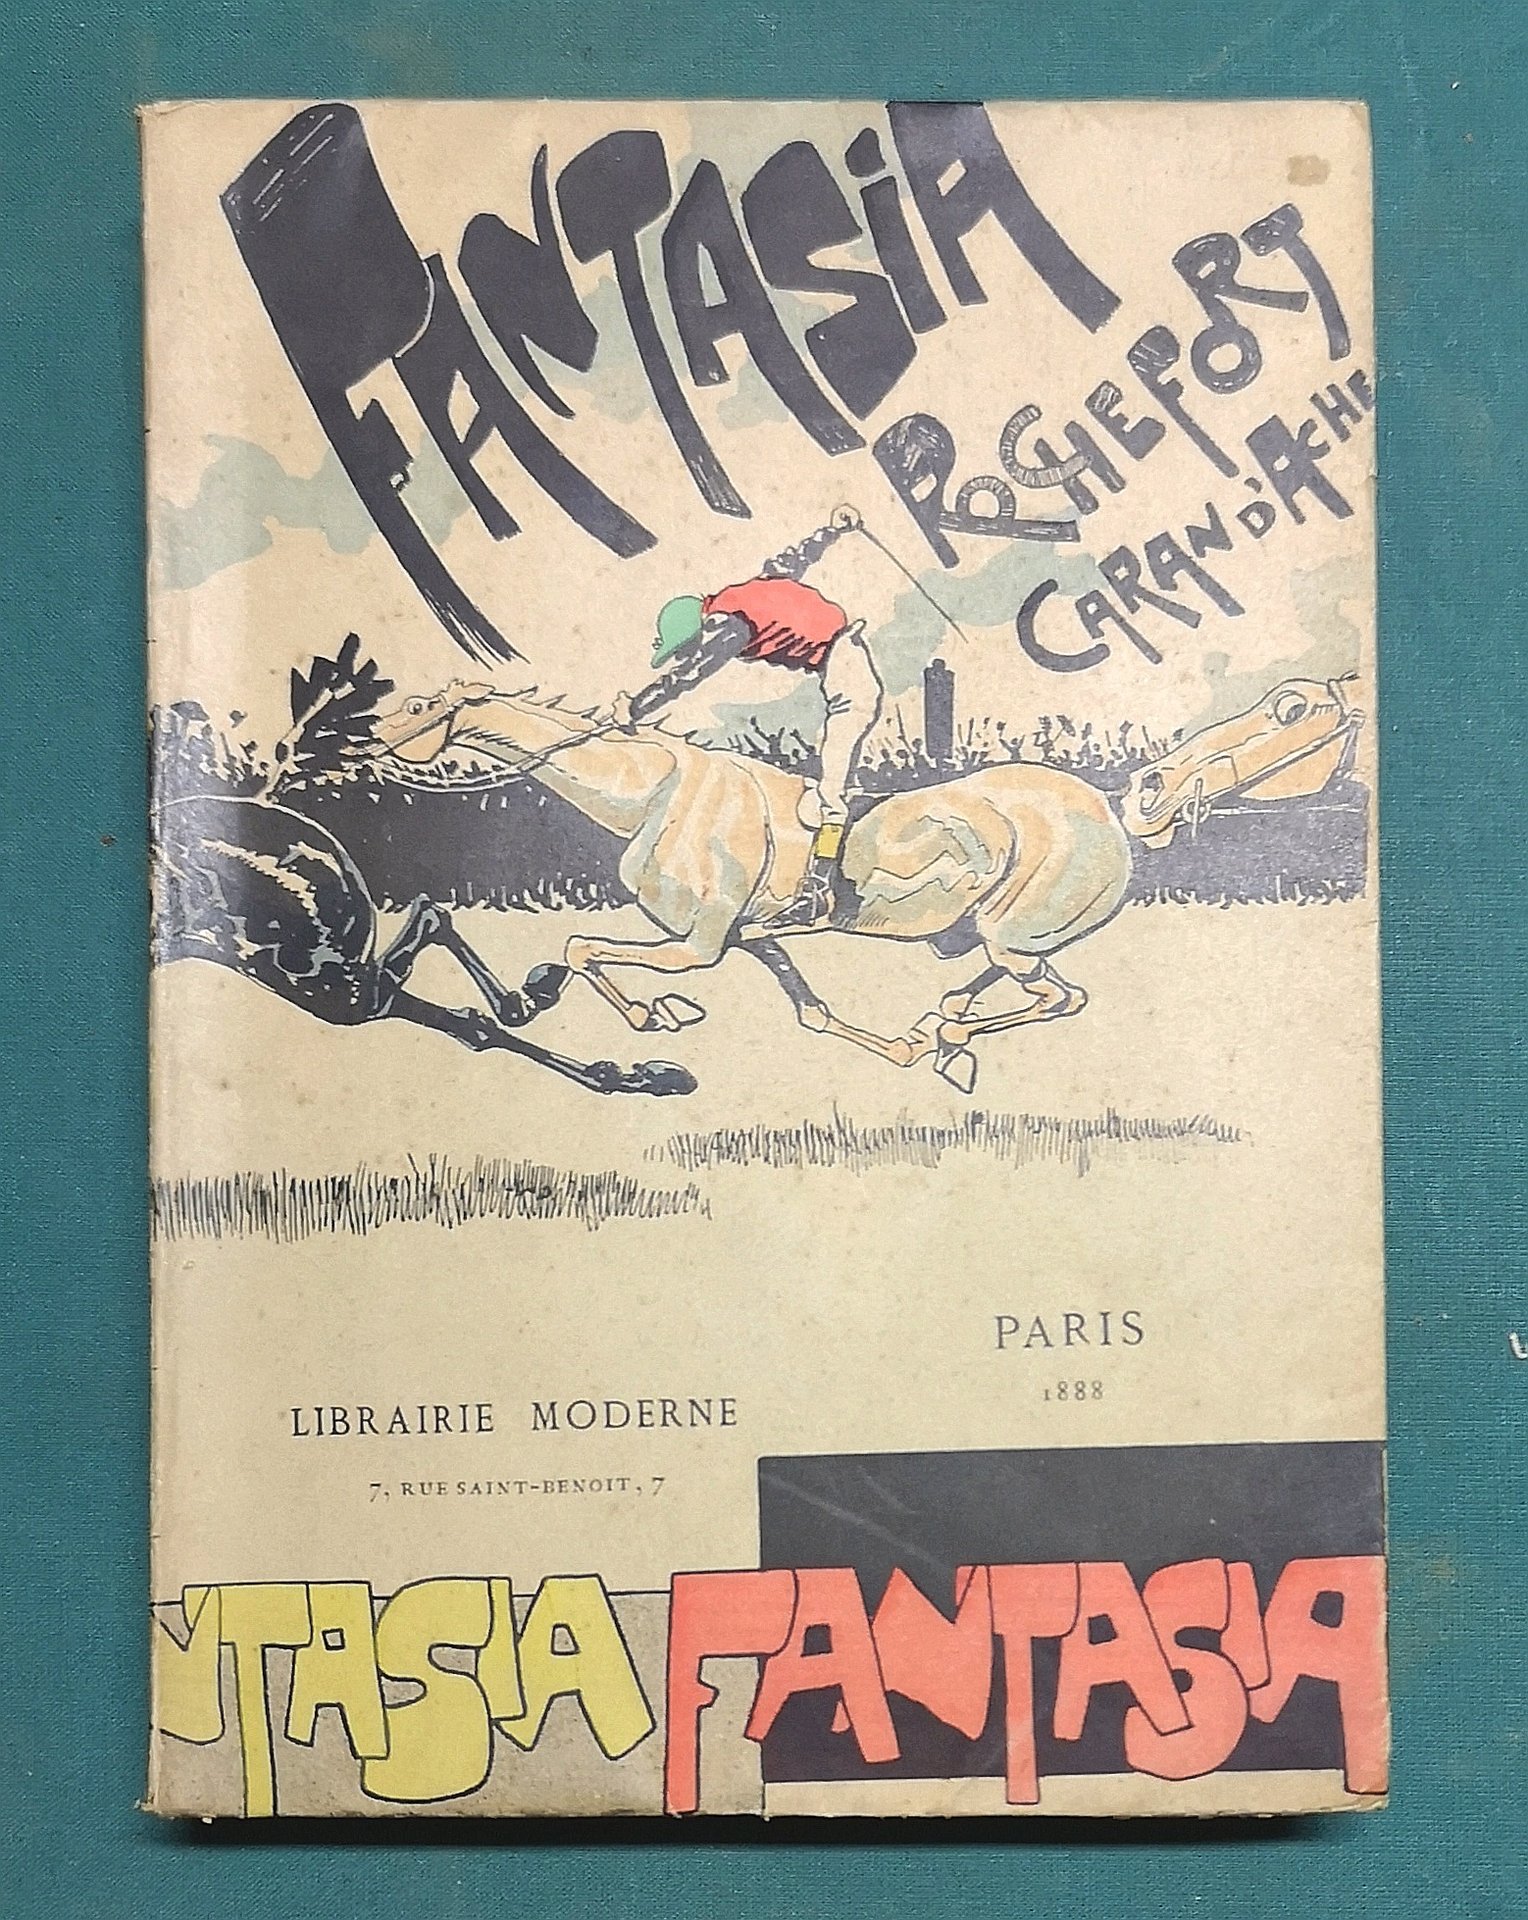 FANTASiA
ROCHEFORT
CARAN D'ACHE
PARIS
1888
LIBRAIRIE MODERNE
7, RUE SAINT-BENOIT, 7
NTASIA FANTASIA